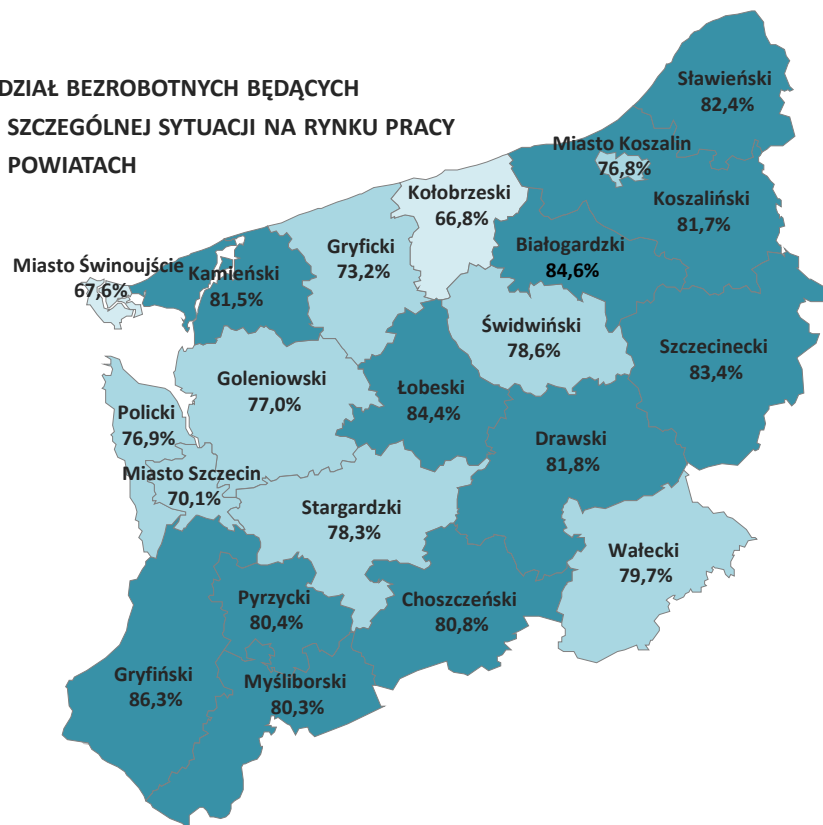 DZIAŁ BEZROBOTNYCH BĘDĄCYCH
SZCZEGÓLNEJ SYTUACJI NA RYNKU PRACY
POWIATACH
Sławieński
82,4%
Miasto Koszalin
76,8%
Kołobrzeski
66,8%
Koszaliński
81,7%
Gryficki
73,2%
Białogardzki
84,6%
Miasto Świnoujście
67,6%
Kamieński
81,5%
Świdwiński
78,6%
Szczecinecki
83,4%
Goleniowski
77,0%
Łobeski
84,4%
Policki
76,9%
Drawski
81,8%
Miasto Szczecin
70,1%
Stargardzki
78,3%
Wałecki
79,7%
Pyrzycki
80,4%
Choszczeński
80,8%
Gryfiński
86,3%
Myśliborski
80,3%